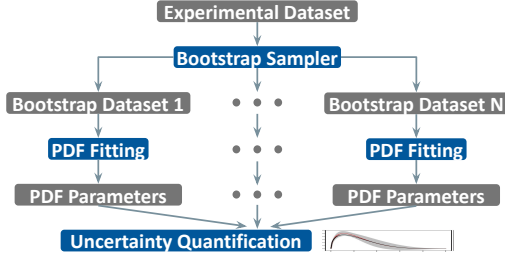 Experimental Dataset
Bootstrap Sampler
Bootstrap Dataset 1
Bootstrap Dataset N
PDF Fitting
PDF Fitting
PDF Parameters
PDF Parameters
Uncertainty Quantification